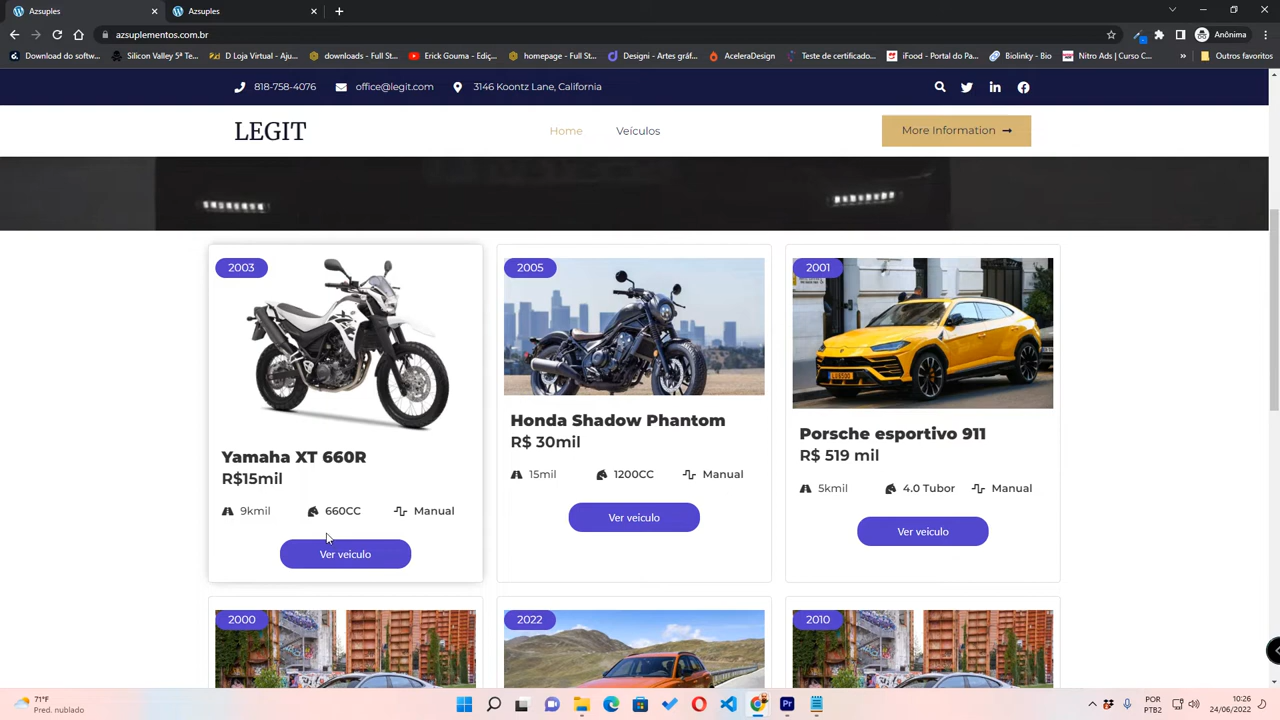 Azsuples
Azsuples
azsuplementos.com.br
Anônima
Download do softw...
Silicon Valley 5ª T...
Loja Virtual - Ajust...
downloads - Full St...
Erick Gouma - Ediç...
homepage - Full St...
Designi - Artes gráf...
AceleraDesign
Teste de certificado...
iFood - Portal do Pa...
Biolinky - Bio
Nitro Ads | Curso C...
»
Outros favoritos
818-758-4076
office@legit.com
3146 Koontz Lane, California
LEGIT
Home
Veículos
More Information
2003
Yamaha XT 660R
R$15mil
9kmil 660CC Manual
Ver veiculo
2005
Honda Shadow Phantom
R$ 30mil
15mil 1200CC Manual
Ver veiculo
2001
Porsche esportivo 911
R$ 519 mil
5kmil 4.0 Tubor Manual
Ver veiculo
2000
2022
2010
71°F
Pred. nublado
POR
PTB2
10:26
24/06/2022